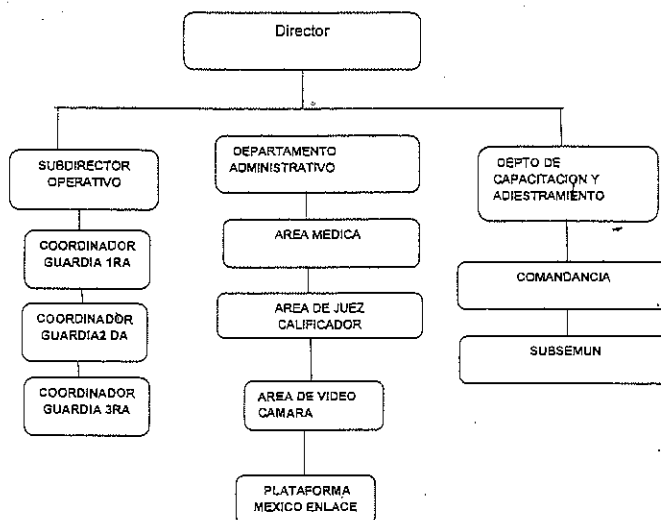 Director
SUBDIRECTOR
OPERATIVO
DEPARTAMENTO
ADMINISTRATIVO
DEPTO DE
CAPACITACION Y
ADIESTRAMIENTO
COORDINADOR
GUARDIA 1RA
COORDINADOR
GUARDIA2 DA
COORDINADOR
GUARDIA 3RA
AREA MEDICA
AREA DE JUEZ
CALIFICADOR
AREA DE VIDEO
CAMARA
PLATAFORMA
MEXICO ENLACE
COMANDANCIA
SUBSEMUN